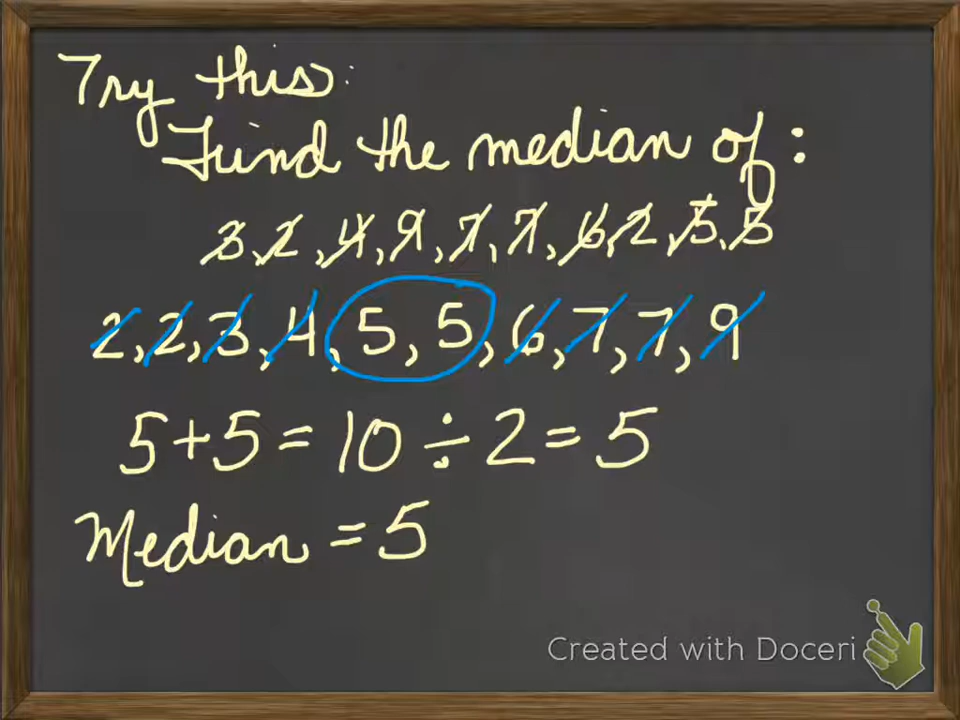 Try this:
Find the median of:
3, 2, 4, 9, 7, 7, 6, 2, 5, 5
2, 2, 3, 4, 5, 5, 6, 7, 7, 9
5+5=10÷2=5
Median = 5
Created with Doceri